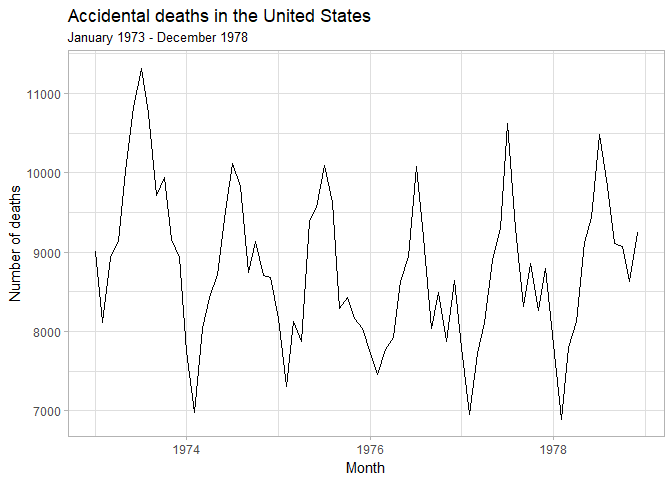 Accidental deaths in the United States
January 1973 - December 1978
Number of deaths
11000
10000
9000
8000
7000
1974
1976
1978
Month